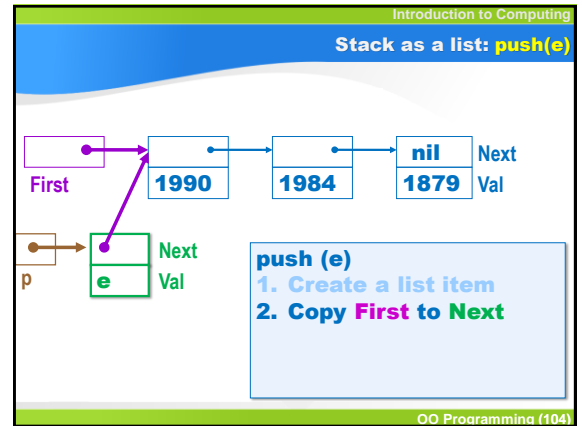 Introduction to Computing
Stack as a list: push(e)
nil Next
First 1990 1984 1879 Val
Next
p e Val
push (e)
1. Create a list item
2. Copy First to Next
OO Programming (104)